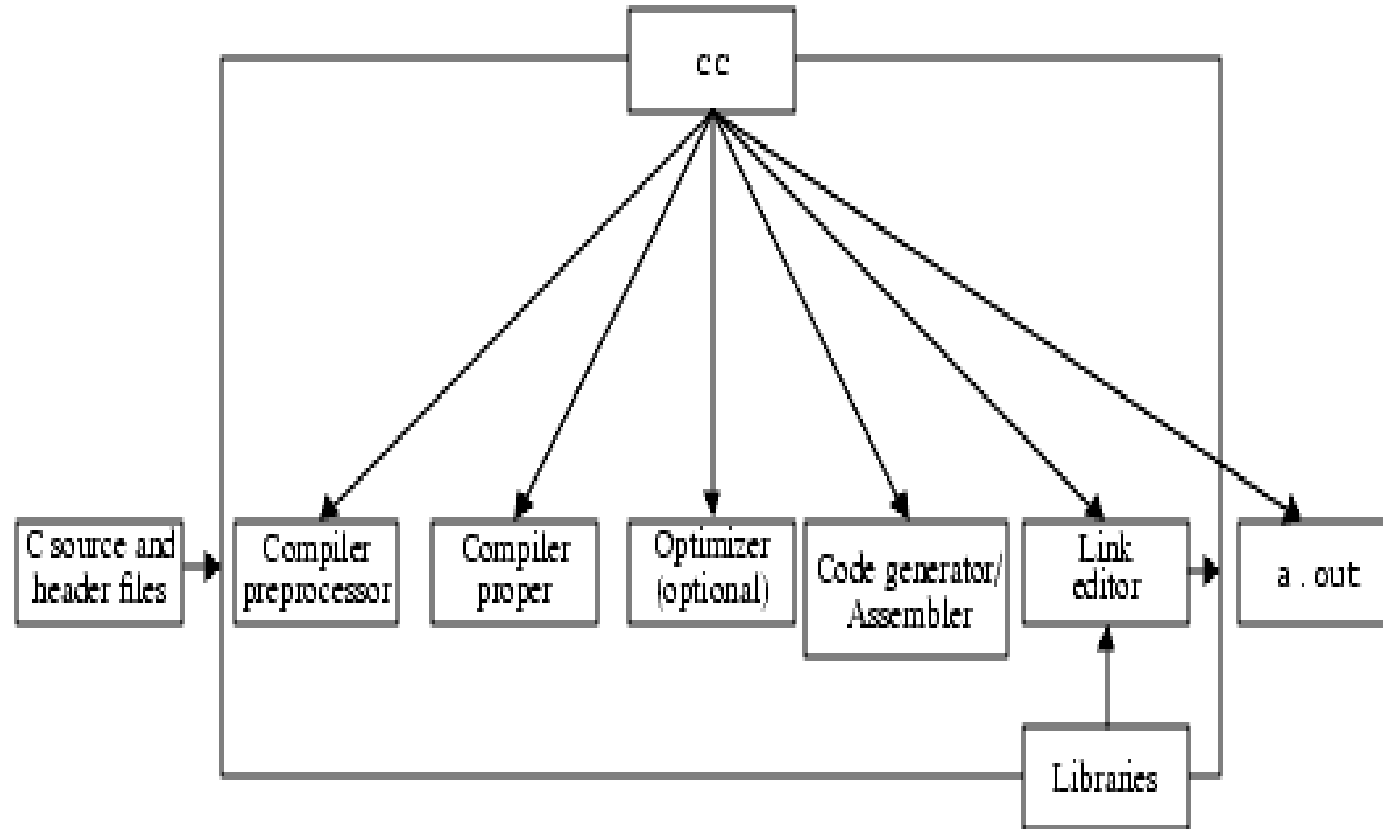 cc
C source and
header files
Compiler
preprocessor
Compiler
proper
Optimizer
(optional)
Code generator/
Assembler
Link
editor
a.out
Libraries